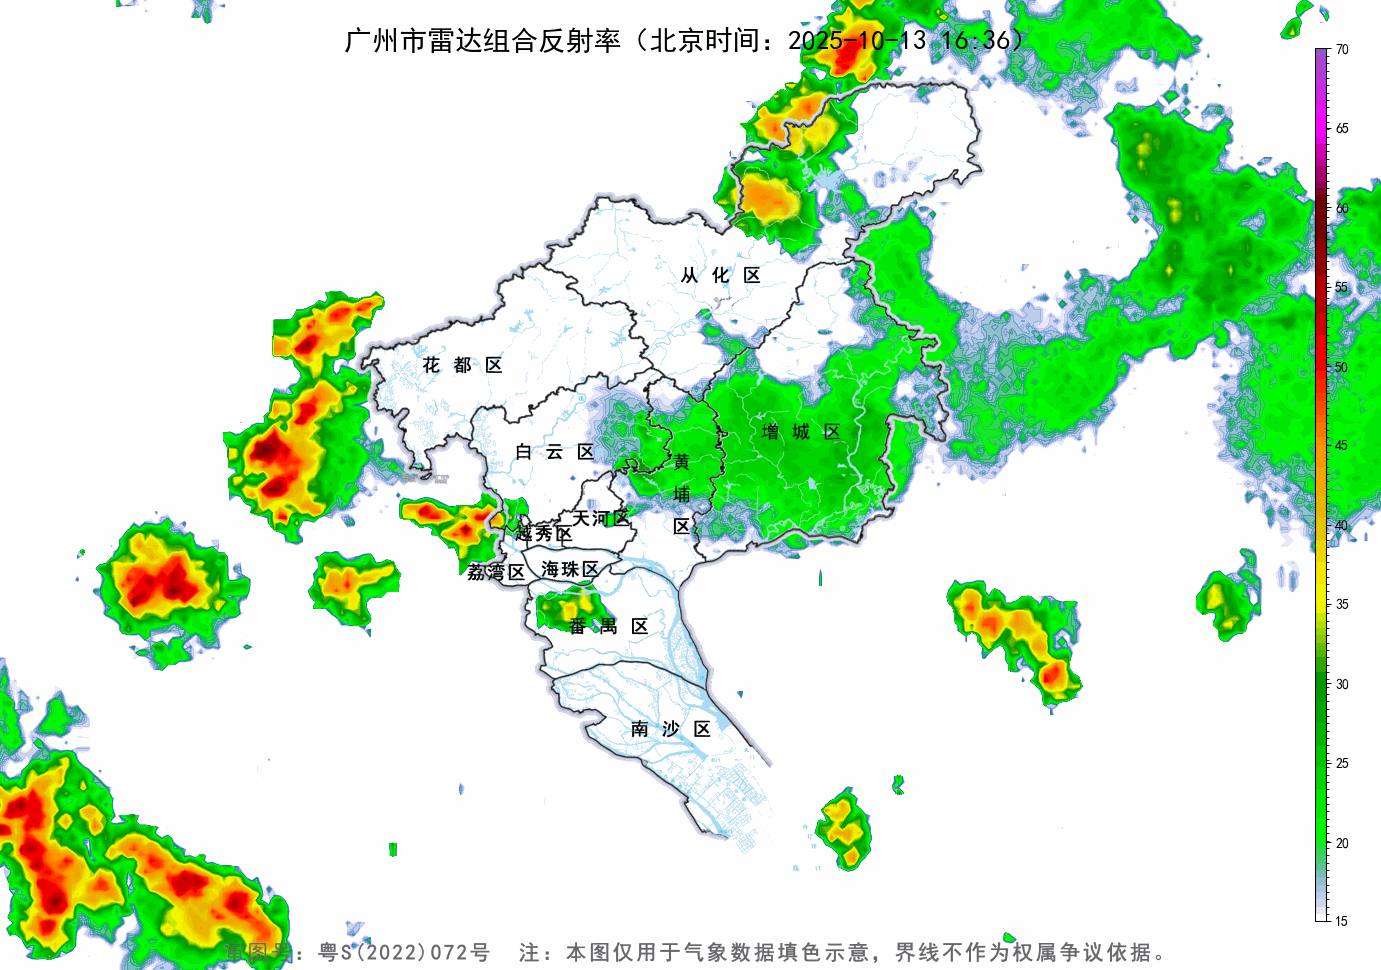 广州市雷达组合反射率（北京时间：2025-10-13 16:36）
70
65
60
从 化 区
55
花 都 区
50
增 城 区
45
白 云 区
黄
埔
区
天河区
40
越秀区
荔湾区
海珠区
35
番 禺 区
30
南 沙 区
25
20
15
审图号：粤S(2022)072号 注：本图仅用于气象数据填色示意，界线不作为权属争议依据。